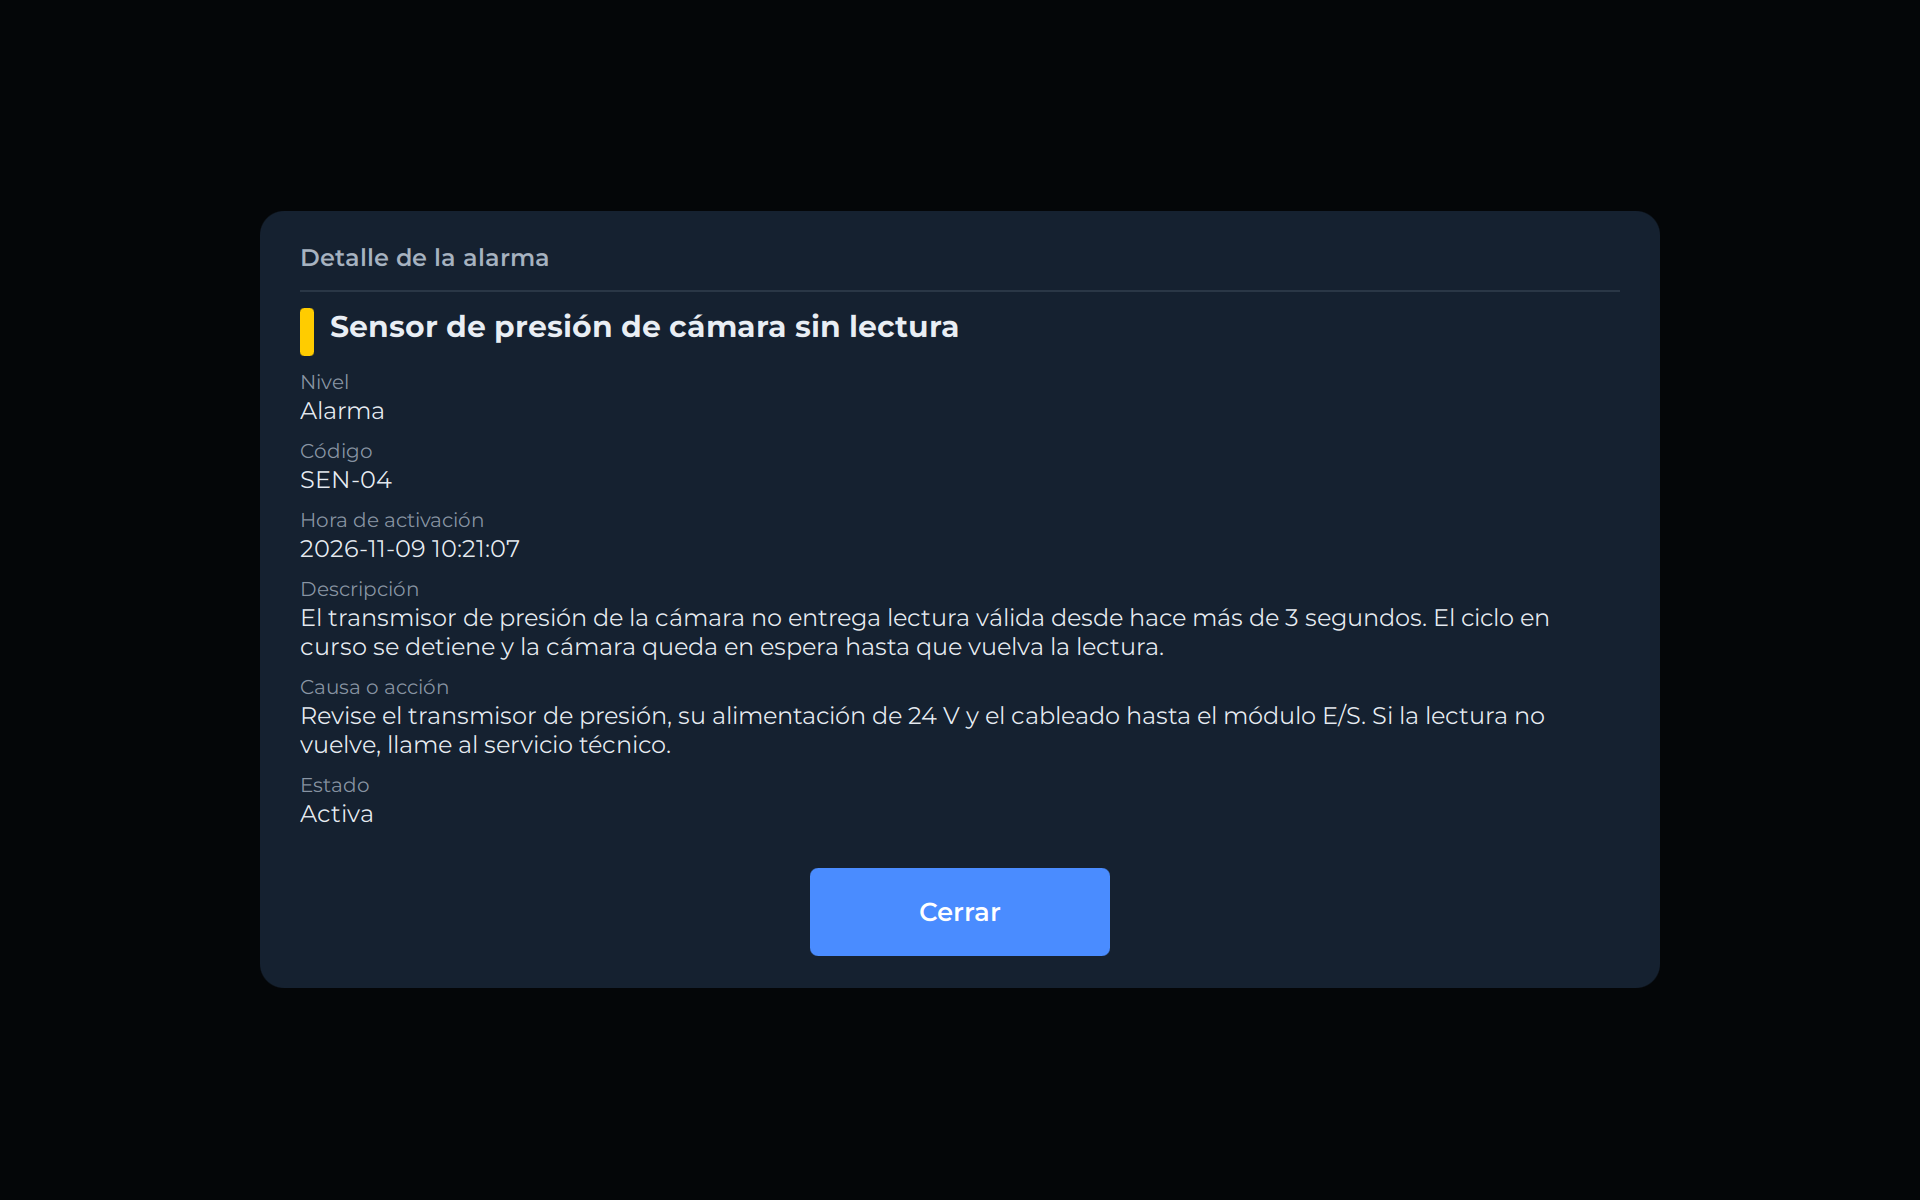 Detalle de la alarma
Sensor de presión de cámara sin lectura
Nivel
Alarma
Código
SEN-04
Hora de activación
2026-11-09 10:21:07
Descripción
El transmisor de presión de la cámara no entrega lectura válida desde hace más de 3 segundos. El ciclo en
curso se detiene y la cámara queda en espera hasta que vuelva la lectura.
Causa o acción
Revise el transmisor de presión, su alimentación de 24 V y el cableado hasta el módulo E/S. Si la lectura no
vuelve, llame al servicio técnico.
Estado
Activa
Cerrar